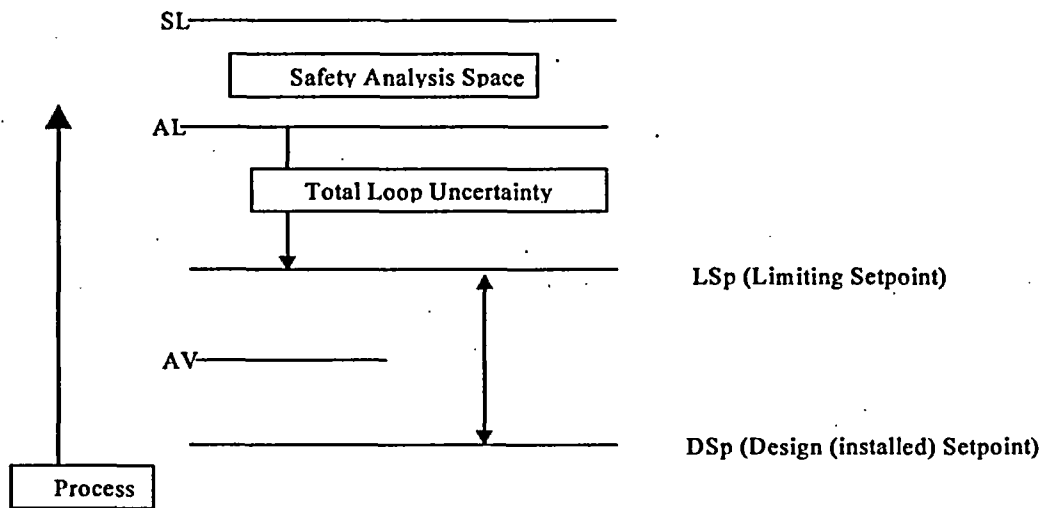 SL
Safety Analysis Space
AL
Total Loop Uncertainty
LSp (Limiting Setpoint)
AV
DSp (Design (installed) Setpoint)
Process